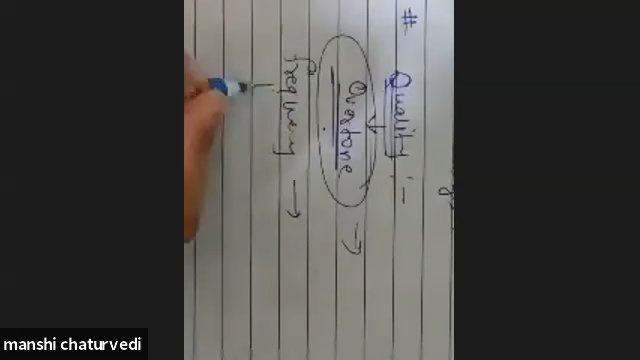 # Quality :-
↓
Overtone →
frequency →
manshi chaturvedi